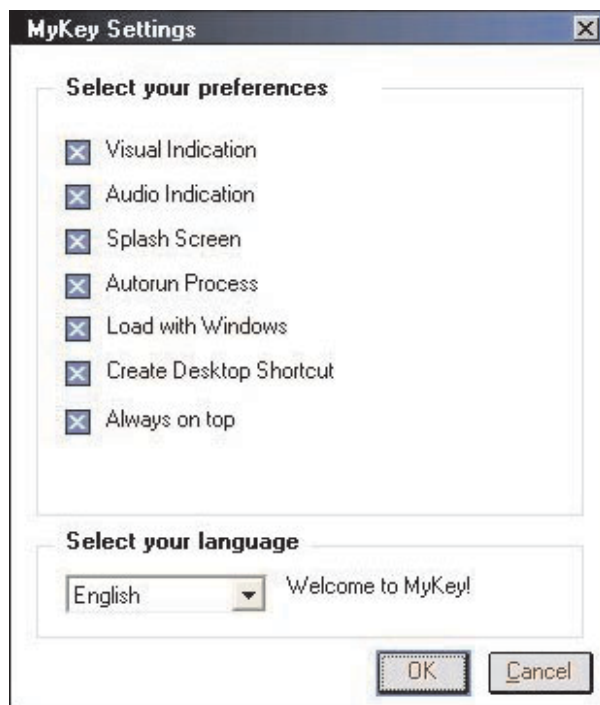 MyKey Settings
Select your preferences
Visual Indication
Audio Indication
Splash Screen
Autorun Process
Load with Windows
Create Desktop Shortcut
Always on top
Select your language
English
Welcome to MyKey!
OK
Cancel